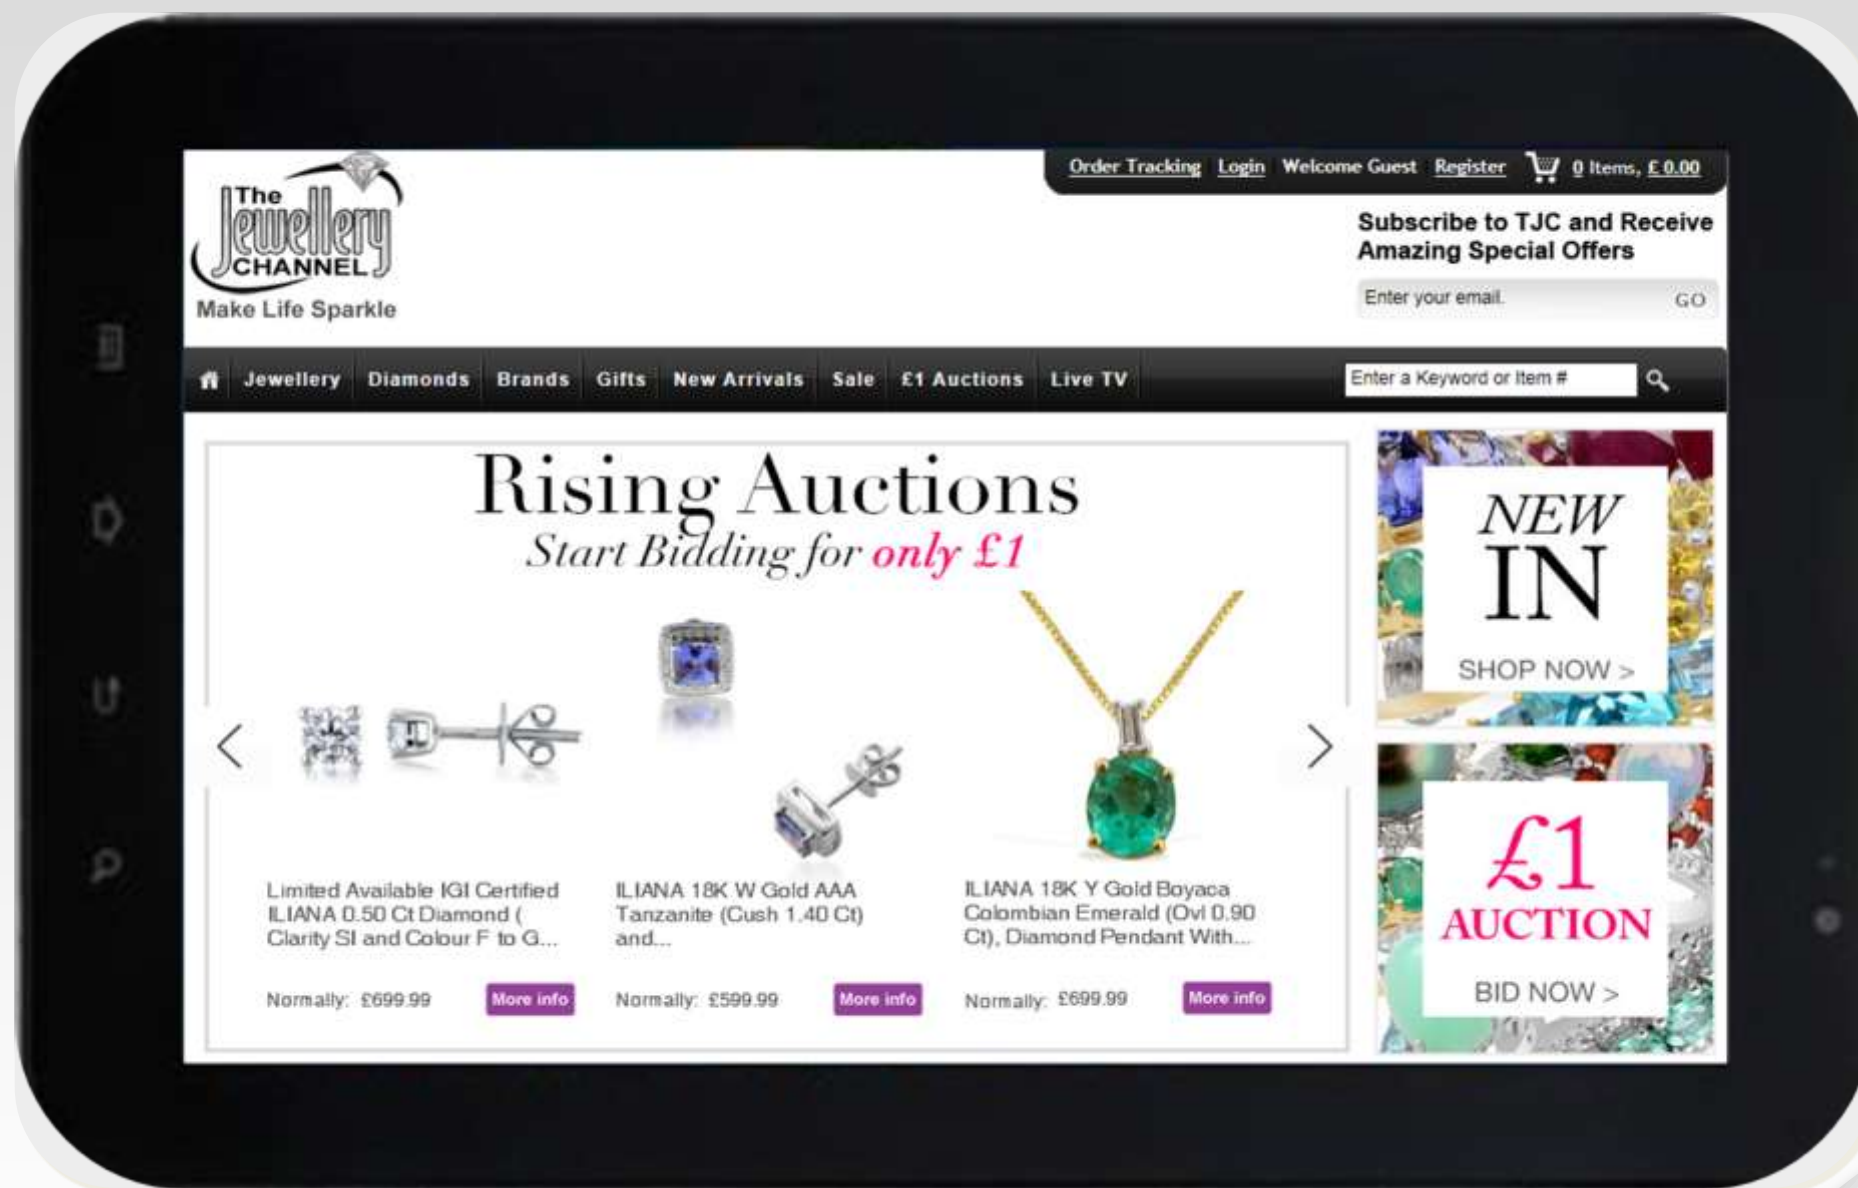 The
Jewellery
CHANNEL
Make Life Sparkle
Order Tracking Login Welcome Guest Register 0 Items, £ 0.00
Subscribe to TJC and Receive
Amazing Special Offers
Enter your email. GO
Jewellery Diamonds Brands Gifts New Arrivals Sale £1 Auctions Live TV
Enter a Keyword or Item #
Rising Auctions
Start Bidding for only £1
Limited Available IGI Certified
ILIANA 0.50 Ct Diamond (
Clarity SI and Colour F to G...
Normally: £699.99 More info
ILIANA 18K W Gold AAA
Tanzanite (Cush 1.40 Ct)
and...
Normally: £599.99 More info
ILIANA 18K Y Gold Boyaca
Colombian Emerald (Ovl 0.90
Ct), Diamond Pendant With...
Normally: £699.99 More info
NEW
IN
SHOP NOW >
£1
AUCTION
BID NOW >